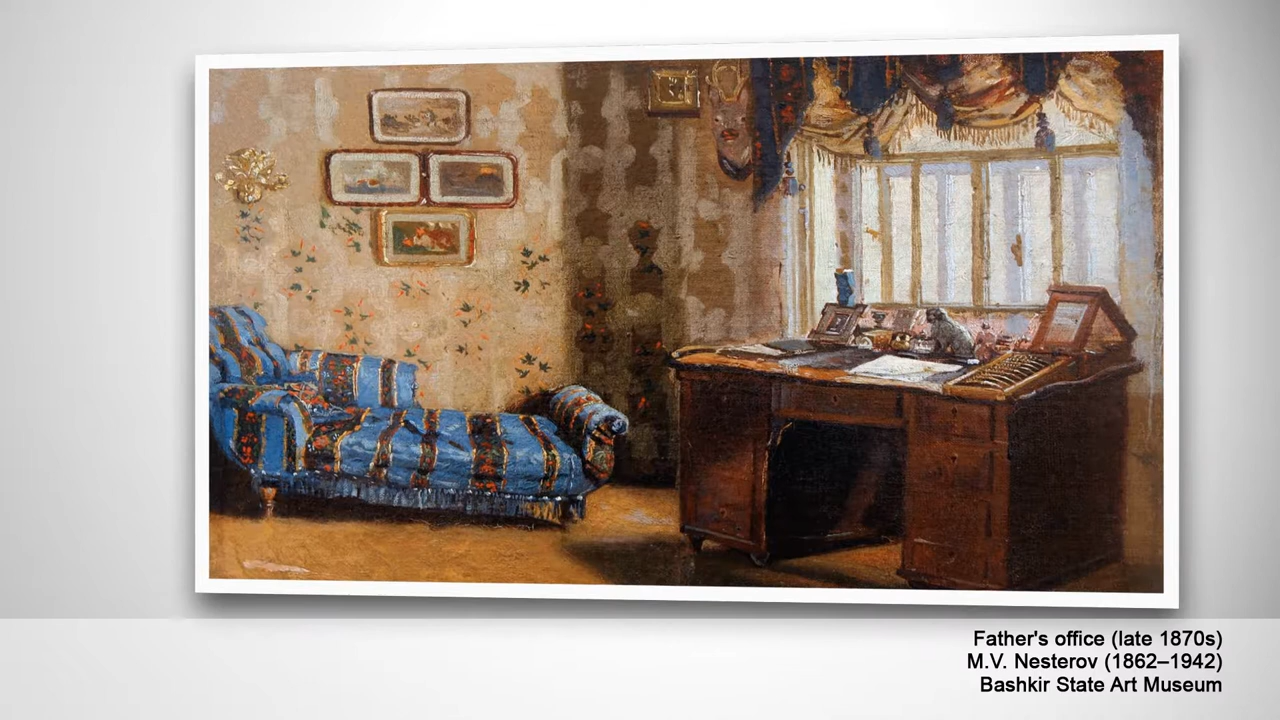 Father's office (late 1870s)
M.V. Nesterov (1862–1942)
Bashkir State Art Museum